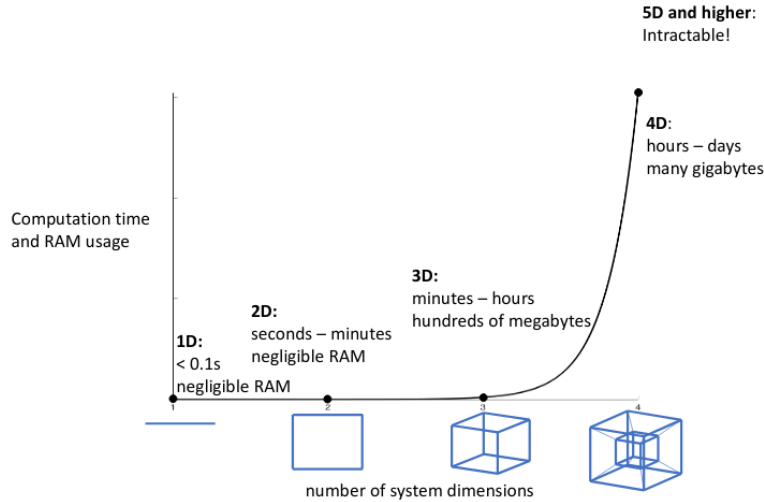 5D and higher:
Intractable!
4D:
hours – days
many gigabytes
Computation time
and RAM usage
3D:
minutes – hours
hundreds of megabytes
2D:
seconds – minutes
negligible RAM
1D:
< 0.1s
negligible RAM
1 2 3 4
number of system dimensions